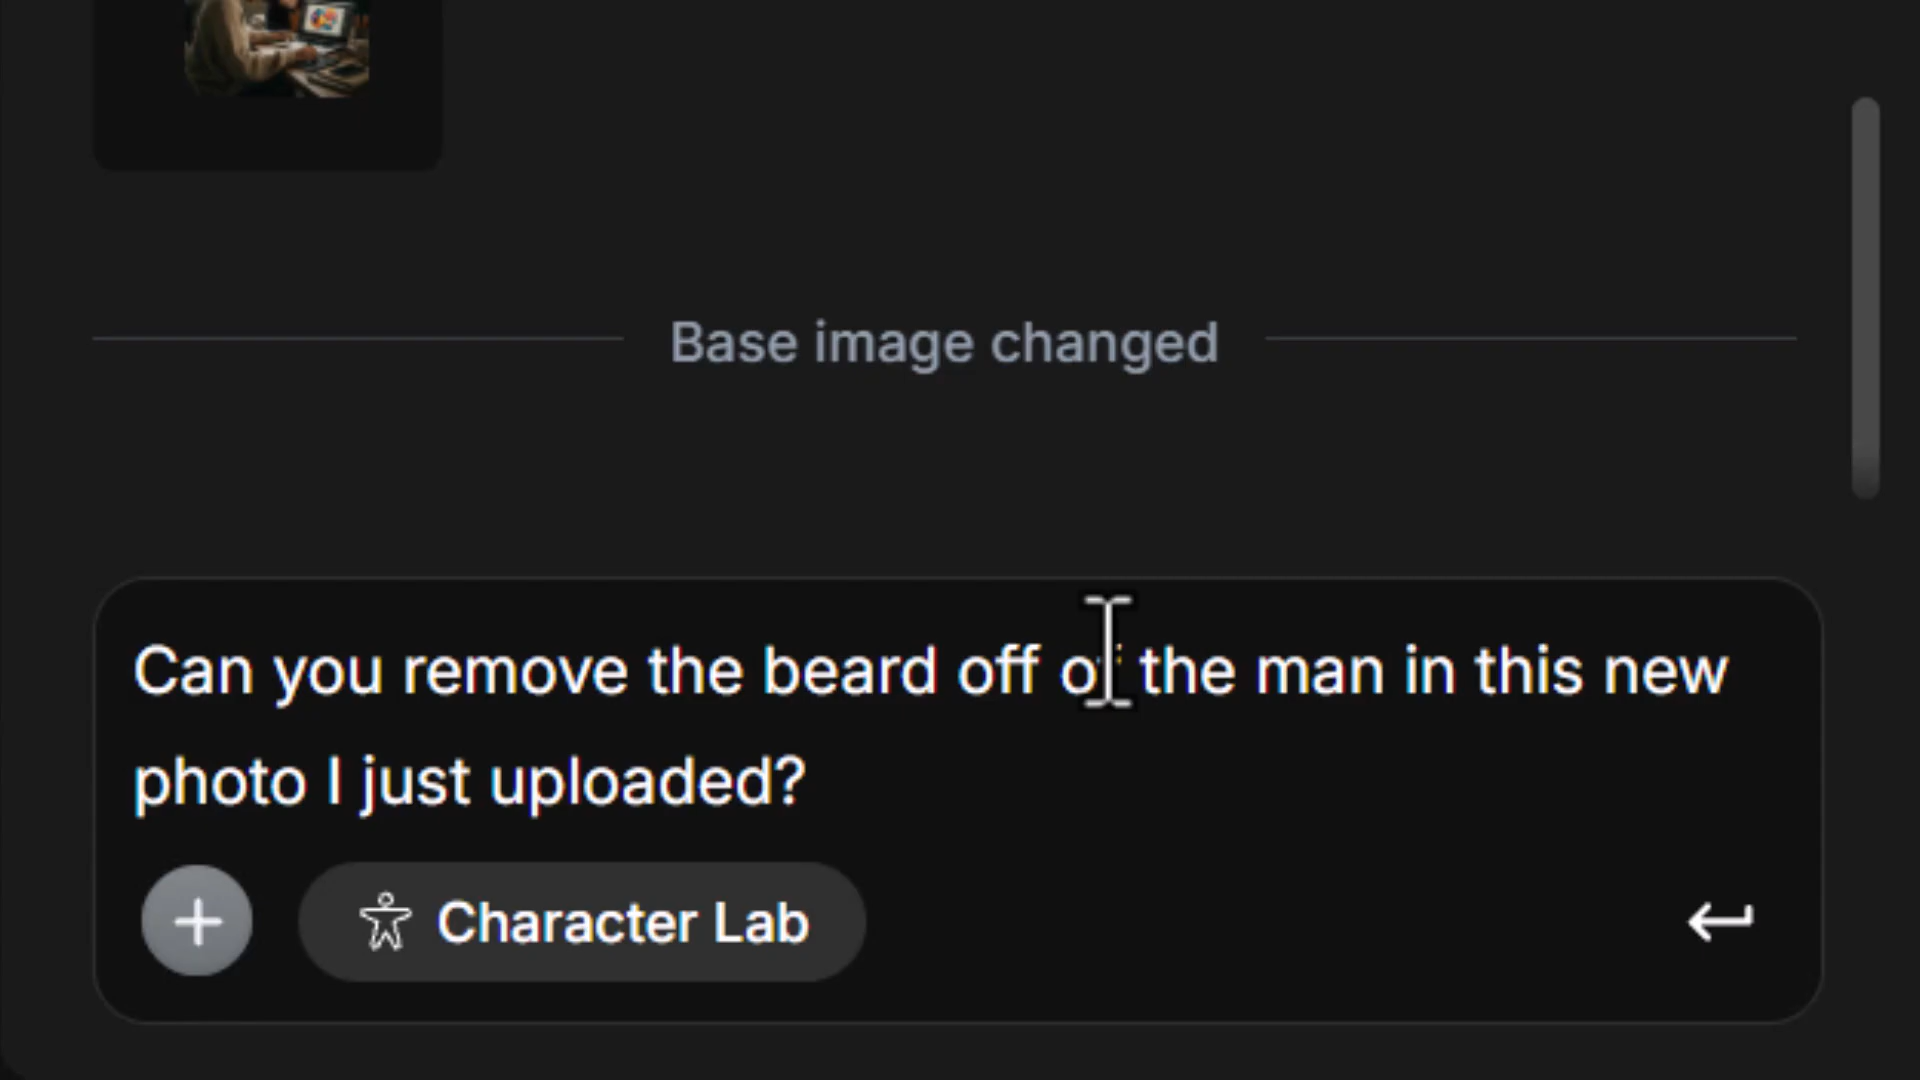 Base image changed
Can you remove the beard off of the man in this new
photo I just uploaded?
Character Lab